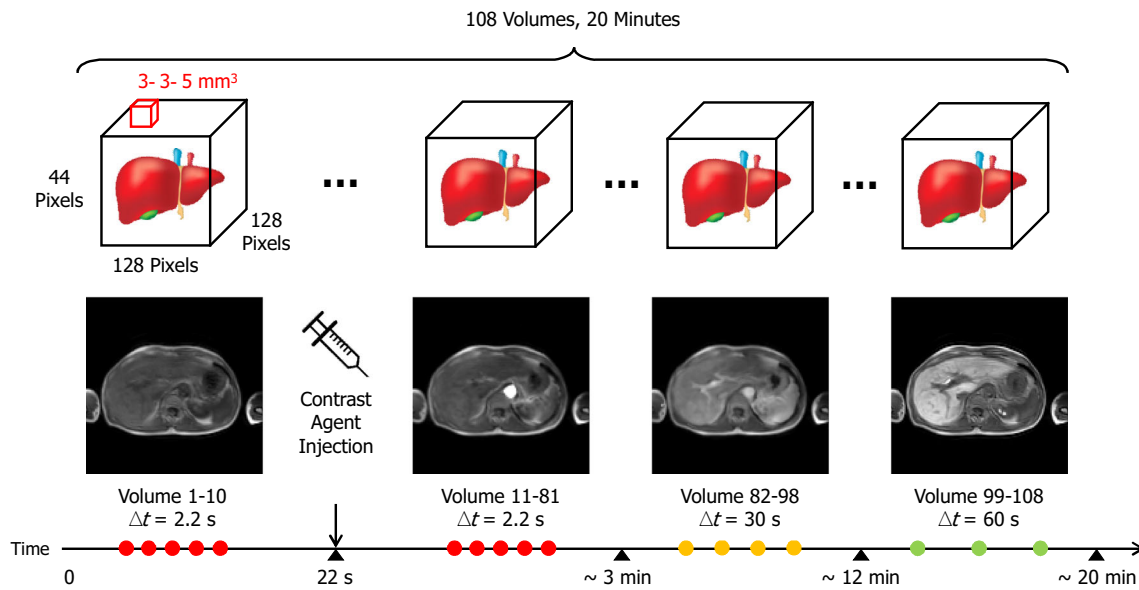 108 Volumes, 20 Minutes
3- 3- 5 mm³
44
Pixels
128
Pixels
128 Pixels
...
...
...
Contrast
Agent
Injection
Volume 1-10
Δt = 2.2 s
Volume 11-81
Δt = 2.2 s
Volume 82-98
Δt = 30 s
Volume 99-108
Δt = 60 s
Time
0
22 s
~ 3 min
~ 12 min
~ 20 min